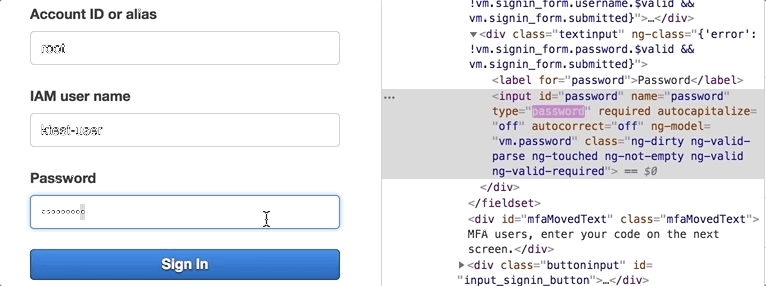 Account ID or alias
root
IAM user name
ktest-user
Password
Sign In
!vm.signin_form.username.$valid &&
vm.signin_form.submitted}">…</div>
▼<div class="textinput" ng-class="{'error':
!vm.signin_form.password.$valid &&
vm.signin_form.submitted}">
<label for="password">Password</label>
… <input id="password" name="password"
type="password" required autocapitalize=
"off" autocorrect="off" ng-model=
"vm.password" class="ng-dirty ng-valid-
parse ng-touched ng-not-empty ng-valid
ng-valid-required"> == $0
</div>
</fieldset>
<div id="mfaMovedText" class="mfaMovedText">
MFA users, enter your code on the next
screen.</div>
▶<div class="buttoninput" id=
"input_signin_button">…</div>